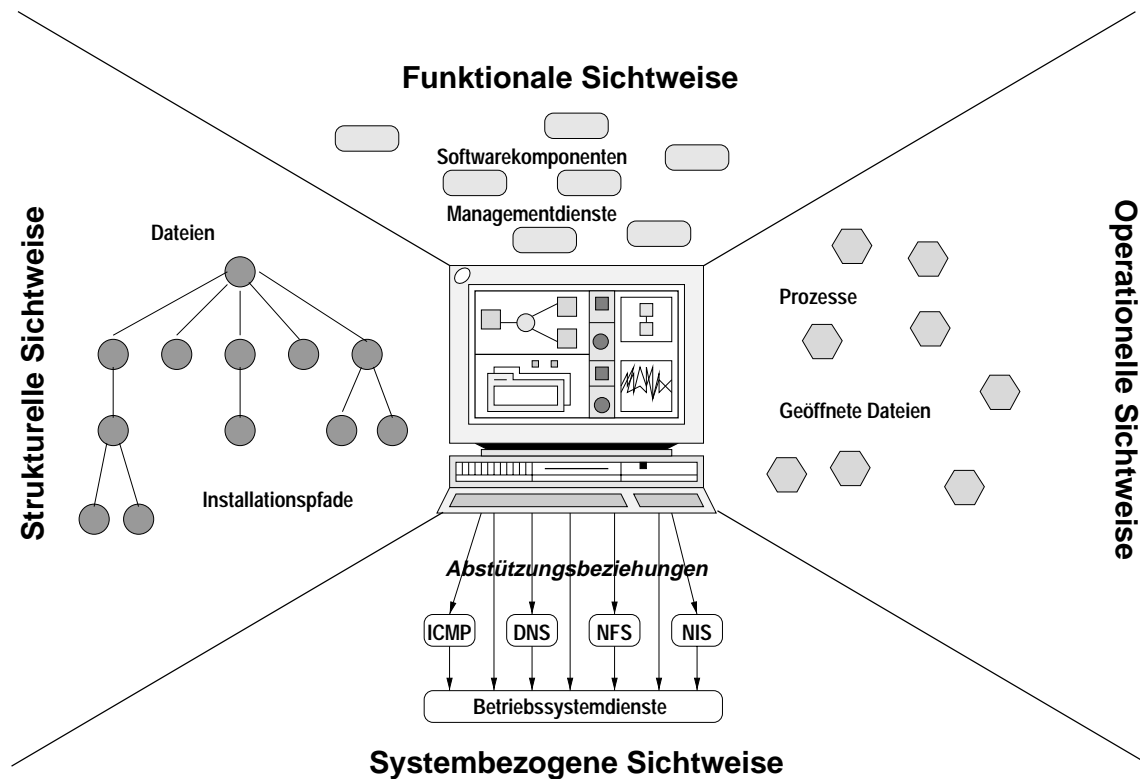 Funktionale Sichtweise
Softwarekomponenten
Managementdienste
Strukturelle Sichtweise
Dateien
Installationspfade
Operationelle Sichtweise
Prozesse
Geöffnete Dateien
Abstützungsbeziehungen
ICMP
DNS
NFS
NIS
Betriebssystemdienste
Systembezogene Sichtweise